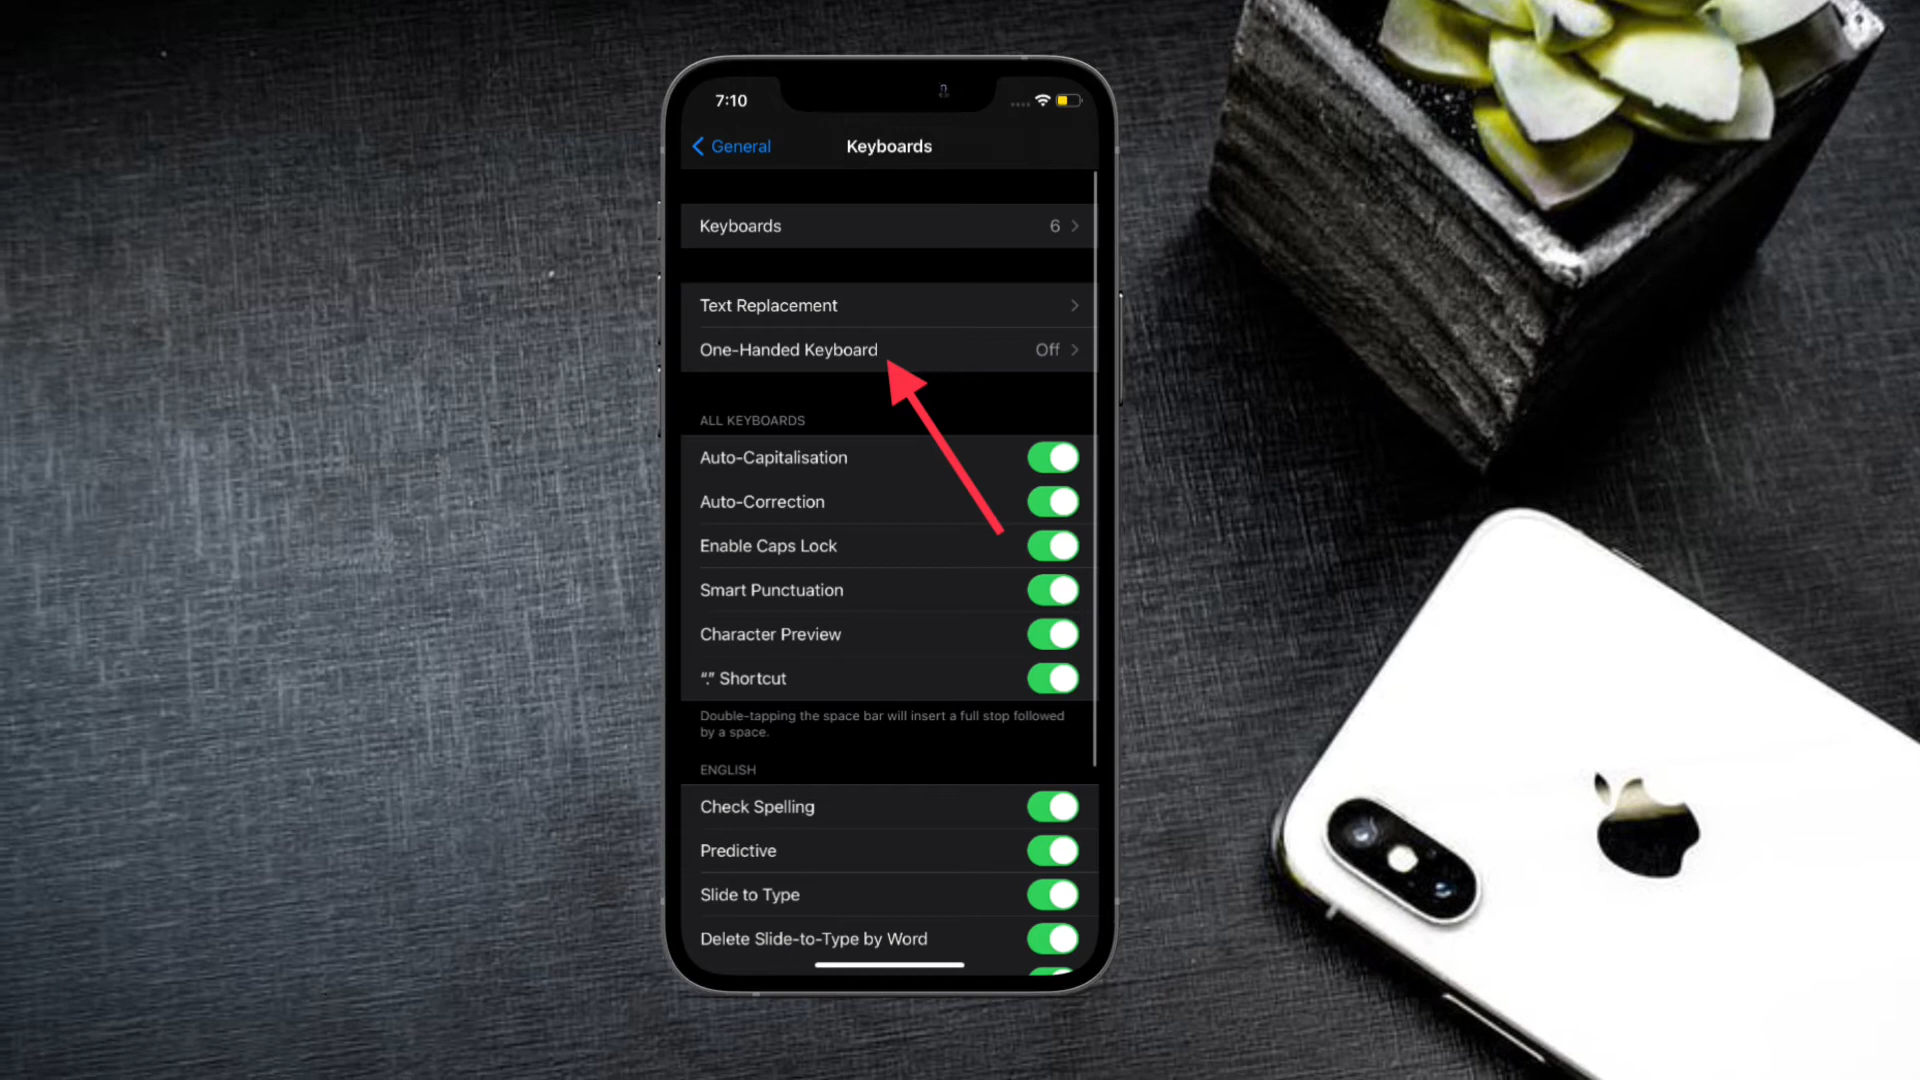 7:10
General
Keyboards
Keyboards 6
Text Replacement
One-Handed Keyboard Off
ALL KEYBOARDS
Auto-Capitalisation
Auto-Correction
Enable Caps Lock
Smart Punctuation
Character Preview
“.” Shortcut
Double-tapping the space bar will insert a full stop followed
by a space.
ENGLISH
Check Spelling
Predictive
Slide to Type
Delete Slide-to-Type by Word